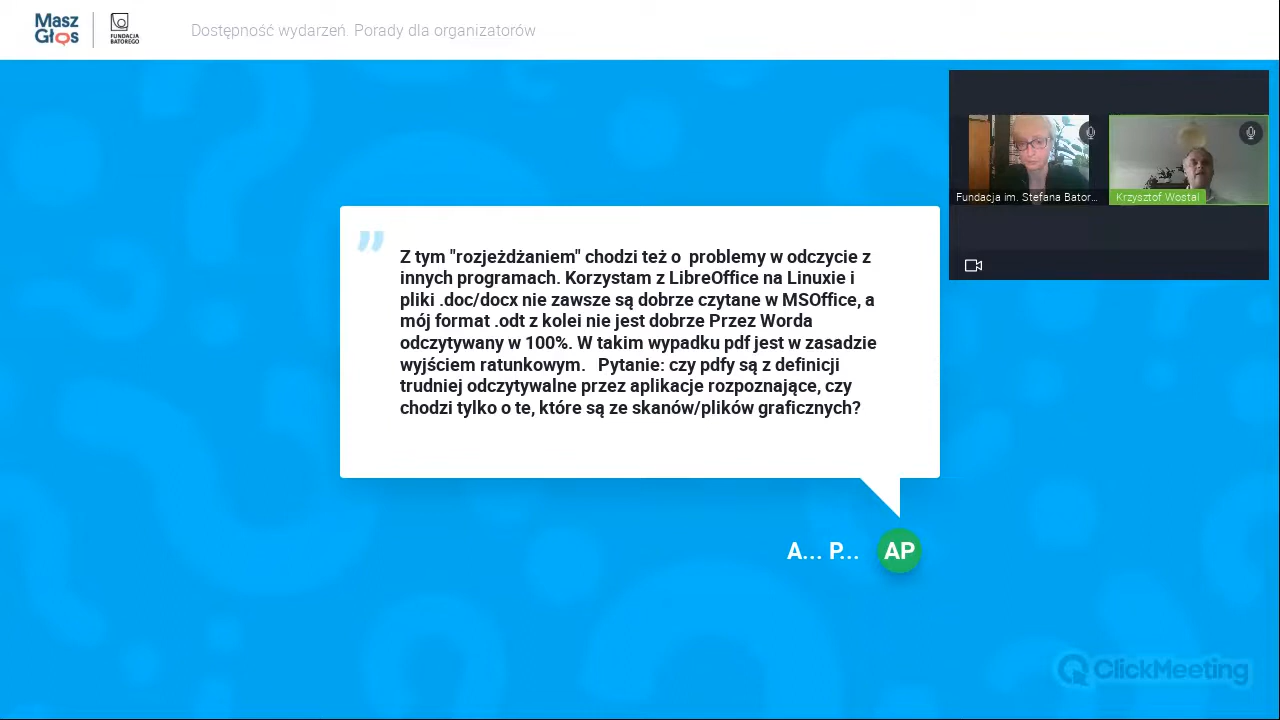 Masz
Głos
FUNDACJA
BATOREGO
Dostępność wydarzeń. Porady dla organizatorów
Fundacja im. Stefana Bator...
Krzysztof Wostal
Z tym "rozjeżdżaniem" chodzi też o  problemy w odczycie z
innych programach. Korzystam z LibreOffice na Linuxie i
pliki .doc/docx nie zawsze są dobrze czytane w MSOffice, a
mój format .odt z kolei nie jest dobrze Przez Worda
odczytywany w 100%. W takim wypadku pdf jest w zasadzie
wyjściem ratunkowym.   Pytanie: czy pdfy są z definicji
trudniej odczytywalne przez aplikacje rozpoznające, czy
chodzi tylko o te, które są ze skanów/plików graficznych?
A... P...
AP
ClickMeeting